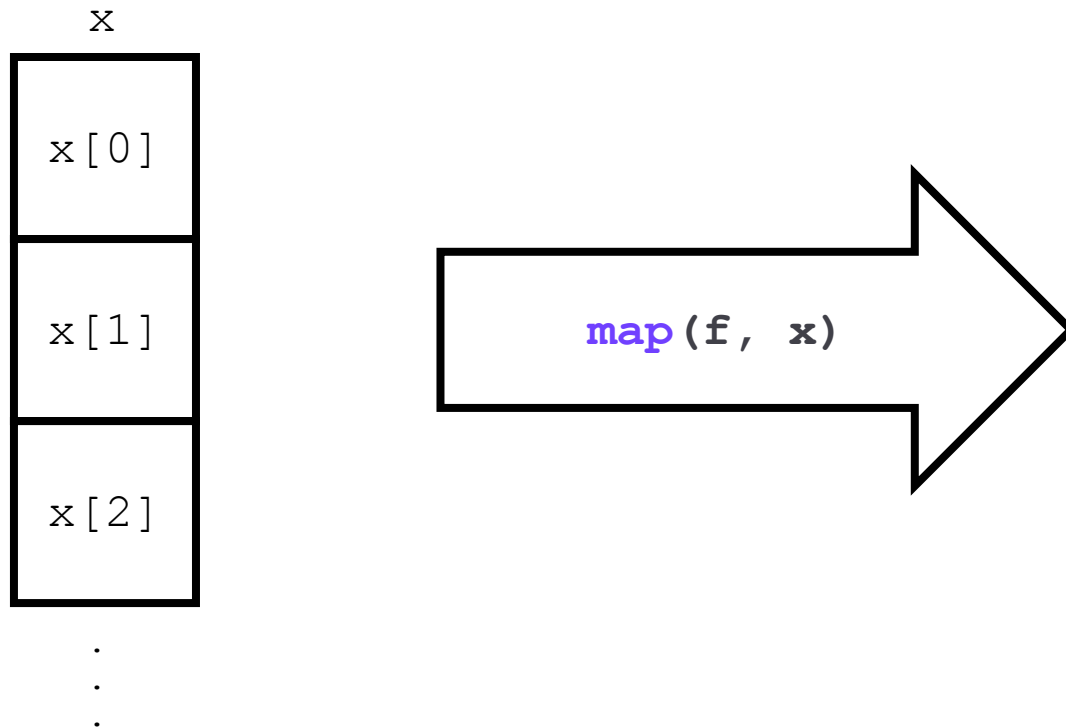 x
x[0]
x[1]
map(f, x)
x[2]
.
.
.